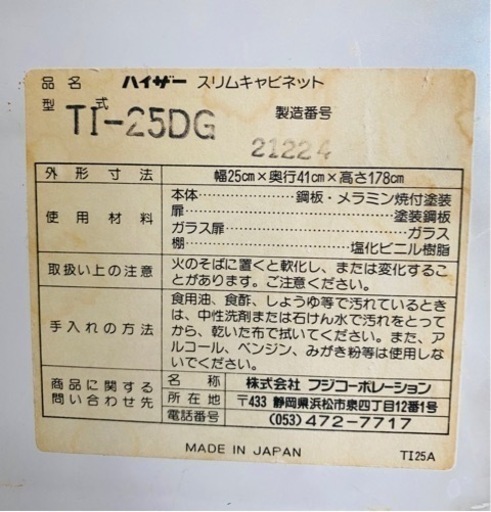 品名 ハイザー スリムキャビネット
型式 TI-25DG 製造番号 21224
外形寸法 幅25cm×奥行41cm×高さ178cm
使用材料 本体……鋼板・メラミン焼付塗装
扉……塗装鋼板
ガラス扉……ガラス
棚……塩化ビニル樹脂
取扱い上の注意 火のそばに置くと軟化し、または変化するこ
とがあります。ご注意ください。
手入れの方法 食用油、食酢、しょうゆ等で汚れているとき
は、中性洗剤または石けん水で汚れをとって
から、乾いた布で拭いてください。また、ア
ルコール、ベンジン、みがき粉等は使用しな
いでください。
商品に関する
問い合わせ先
名称 株式会社 フジコーポレーション
所在地 〒433 静岡県浜松市泉四丁目12番1号
電話番号 (053)472-7717
MADE IN JAPAN TI25A